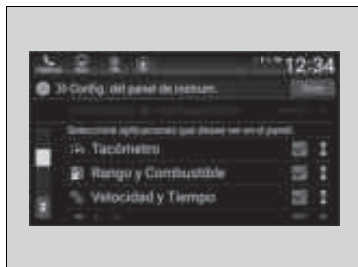 12:34
Config. del panel de instrum.
Seleccione aplicaciones que desee ver en el panel.
Tacómetro
Rango y Combustible
Velocidad y Tiempo